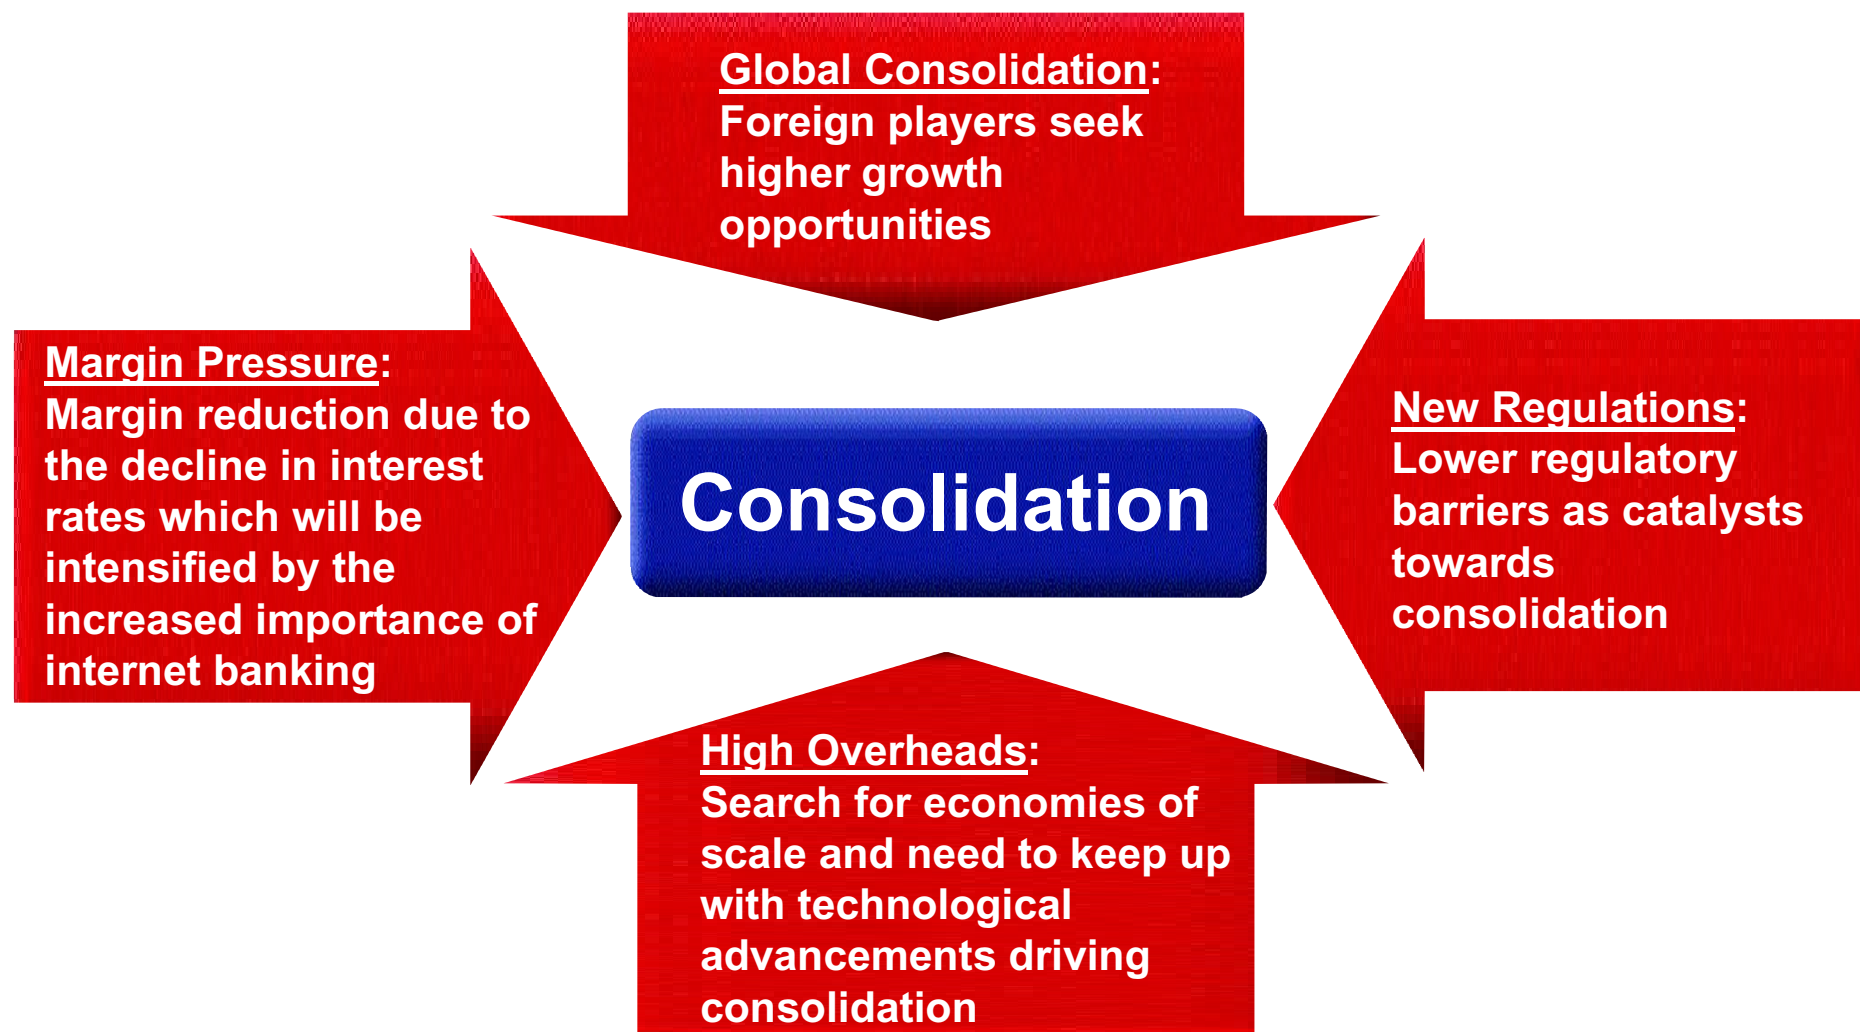 Global Consolidation:
Foreign players seek
higher growth
opportunities
Margin Pressure:
Margin reduction due to
the decline in interest
rates which will be
intensified by the
increased importance of
internet banking
Consolidation
New Regulations:
Lower regulatory
barriers as catalysts
towards
consolidation
High Overheads:
Search for economies of
scale and need to keep up
with technological
advancements driving
consolidation